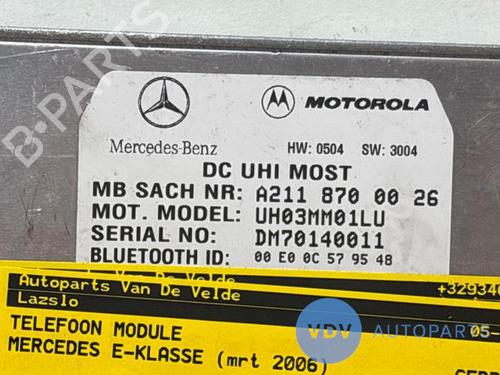 MOTOROLA
Mercedes-Benz HW: 0504 SW: 3004
DC UHI MOST
MB SACH NR: A211 870 00 26
MOT. MODEL: UH03MM01LU
SERIAL NO: DM70140011
BLUETOOTH ID: 00 E0 0C 57 95 48
Autoparts Van De Velde
Lazslo
TELEFOON MODULE 05-
MERCEDES E-KLASSE (mrt 2006)
VDV AUTOPARTS
B-PARTS